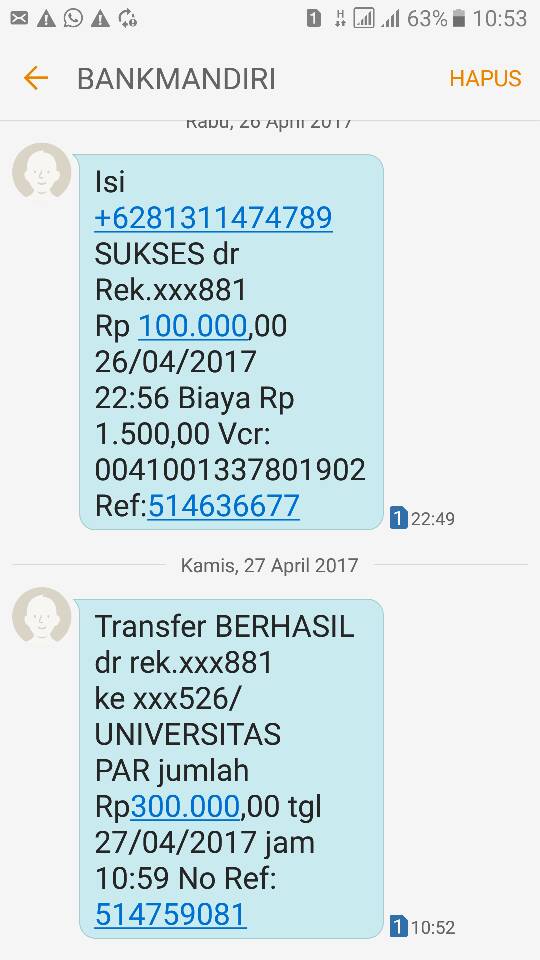 1 H 63% 10:53
BANKMANDIRI HAPUS
Rabu, 26 April 2017
Isi
+6281311474789
SUKSES dr
Rek.xxx881
Rp 100.000,00
26/04/2017
22:56 Biaya Rp
1.500,00 Vcr:
0041001337801902
Ref:514636677
1 22:49
Kamis, 27 April 2017
Transfer BERHASIL
dr rek.xxx881
ke xxx526/
UNIVERSITAS
PAR jumlah
Rp300.000,00 tgl
27/04/2017 jam
10:59 No Ref:
514759081
1 10:52